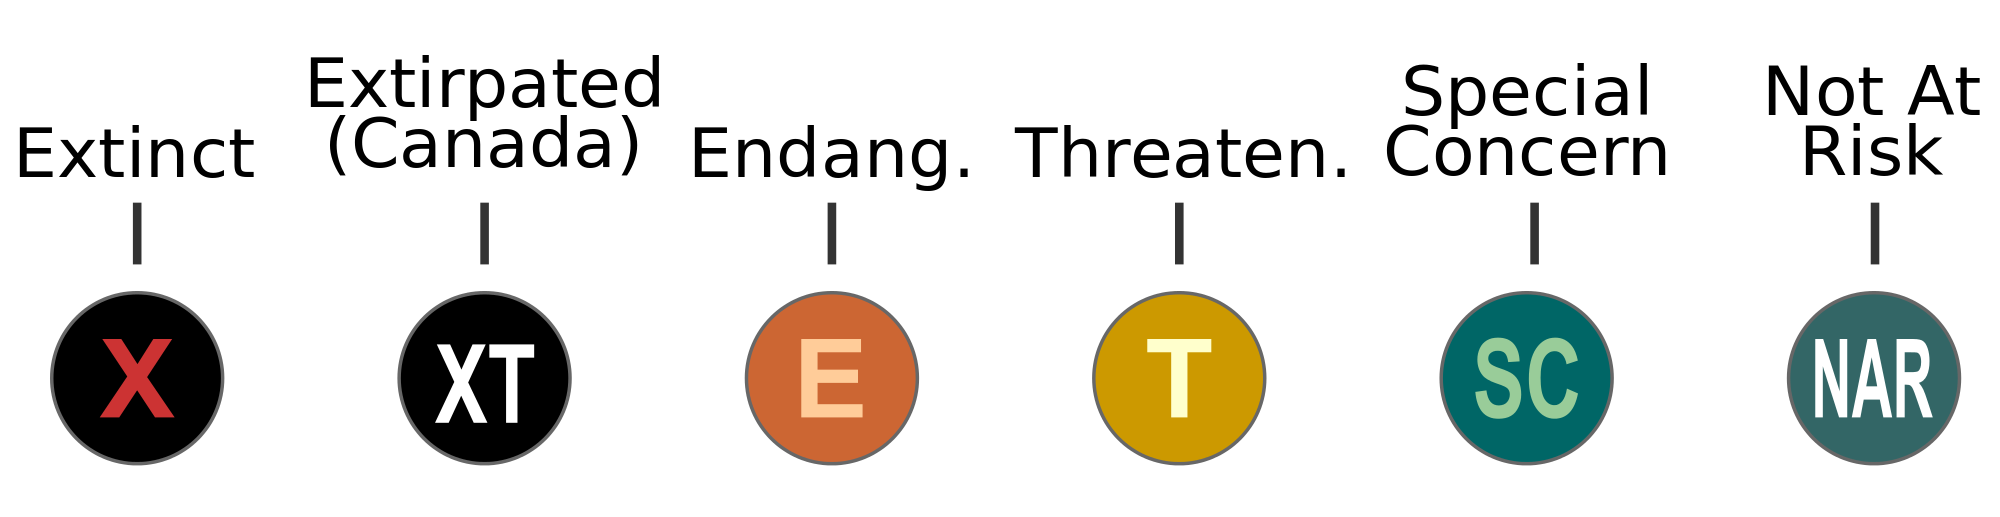 Extinct
Extirpated
(Canada)
Endang.
Threaten.
Special
Concern
Not At
Risk
X
XT
E
T
SC
NAR